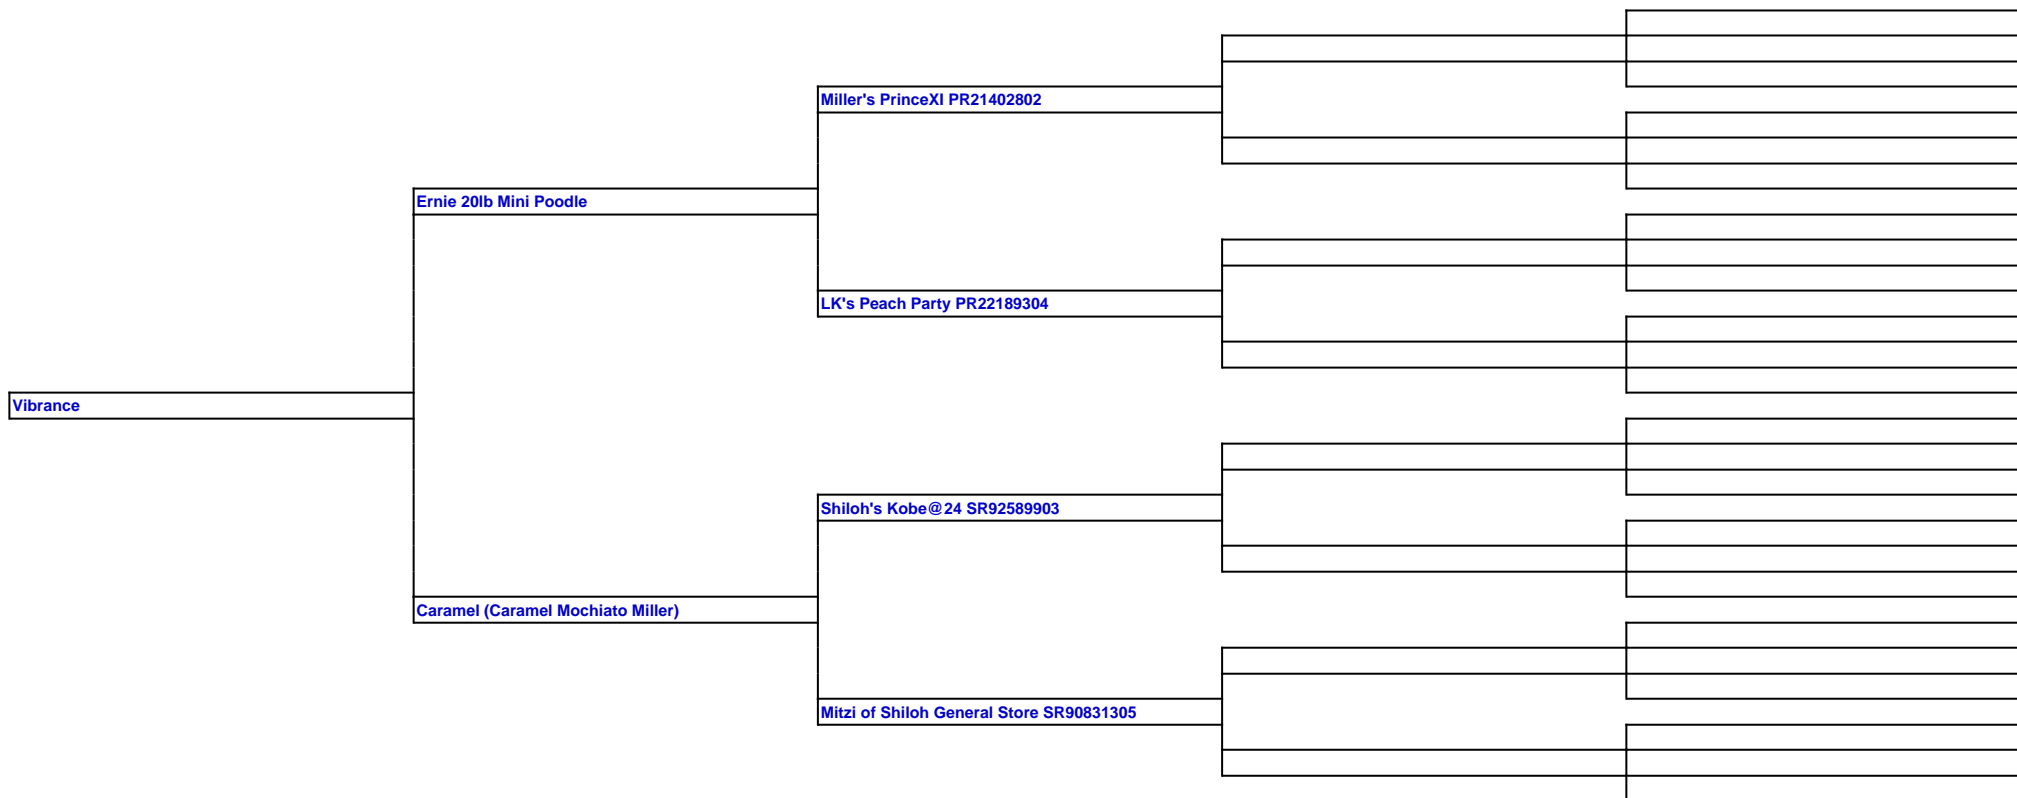 Miller's PrinceXI PR21402802
Ernie 20lb Mini Poodle
LK's Peach Party PR22189304
Vibrance
Shiloh's Kobe@24 SR92589903
Caramel (Caramel Mochiato Miller)
Mitzi of Shiloh General Store SR90831305